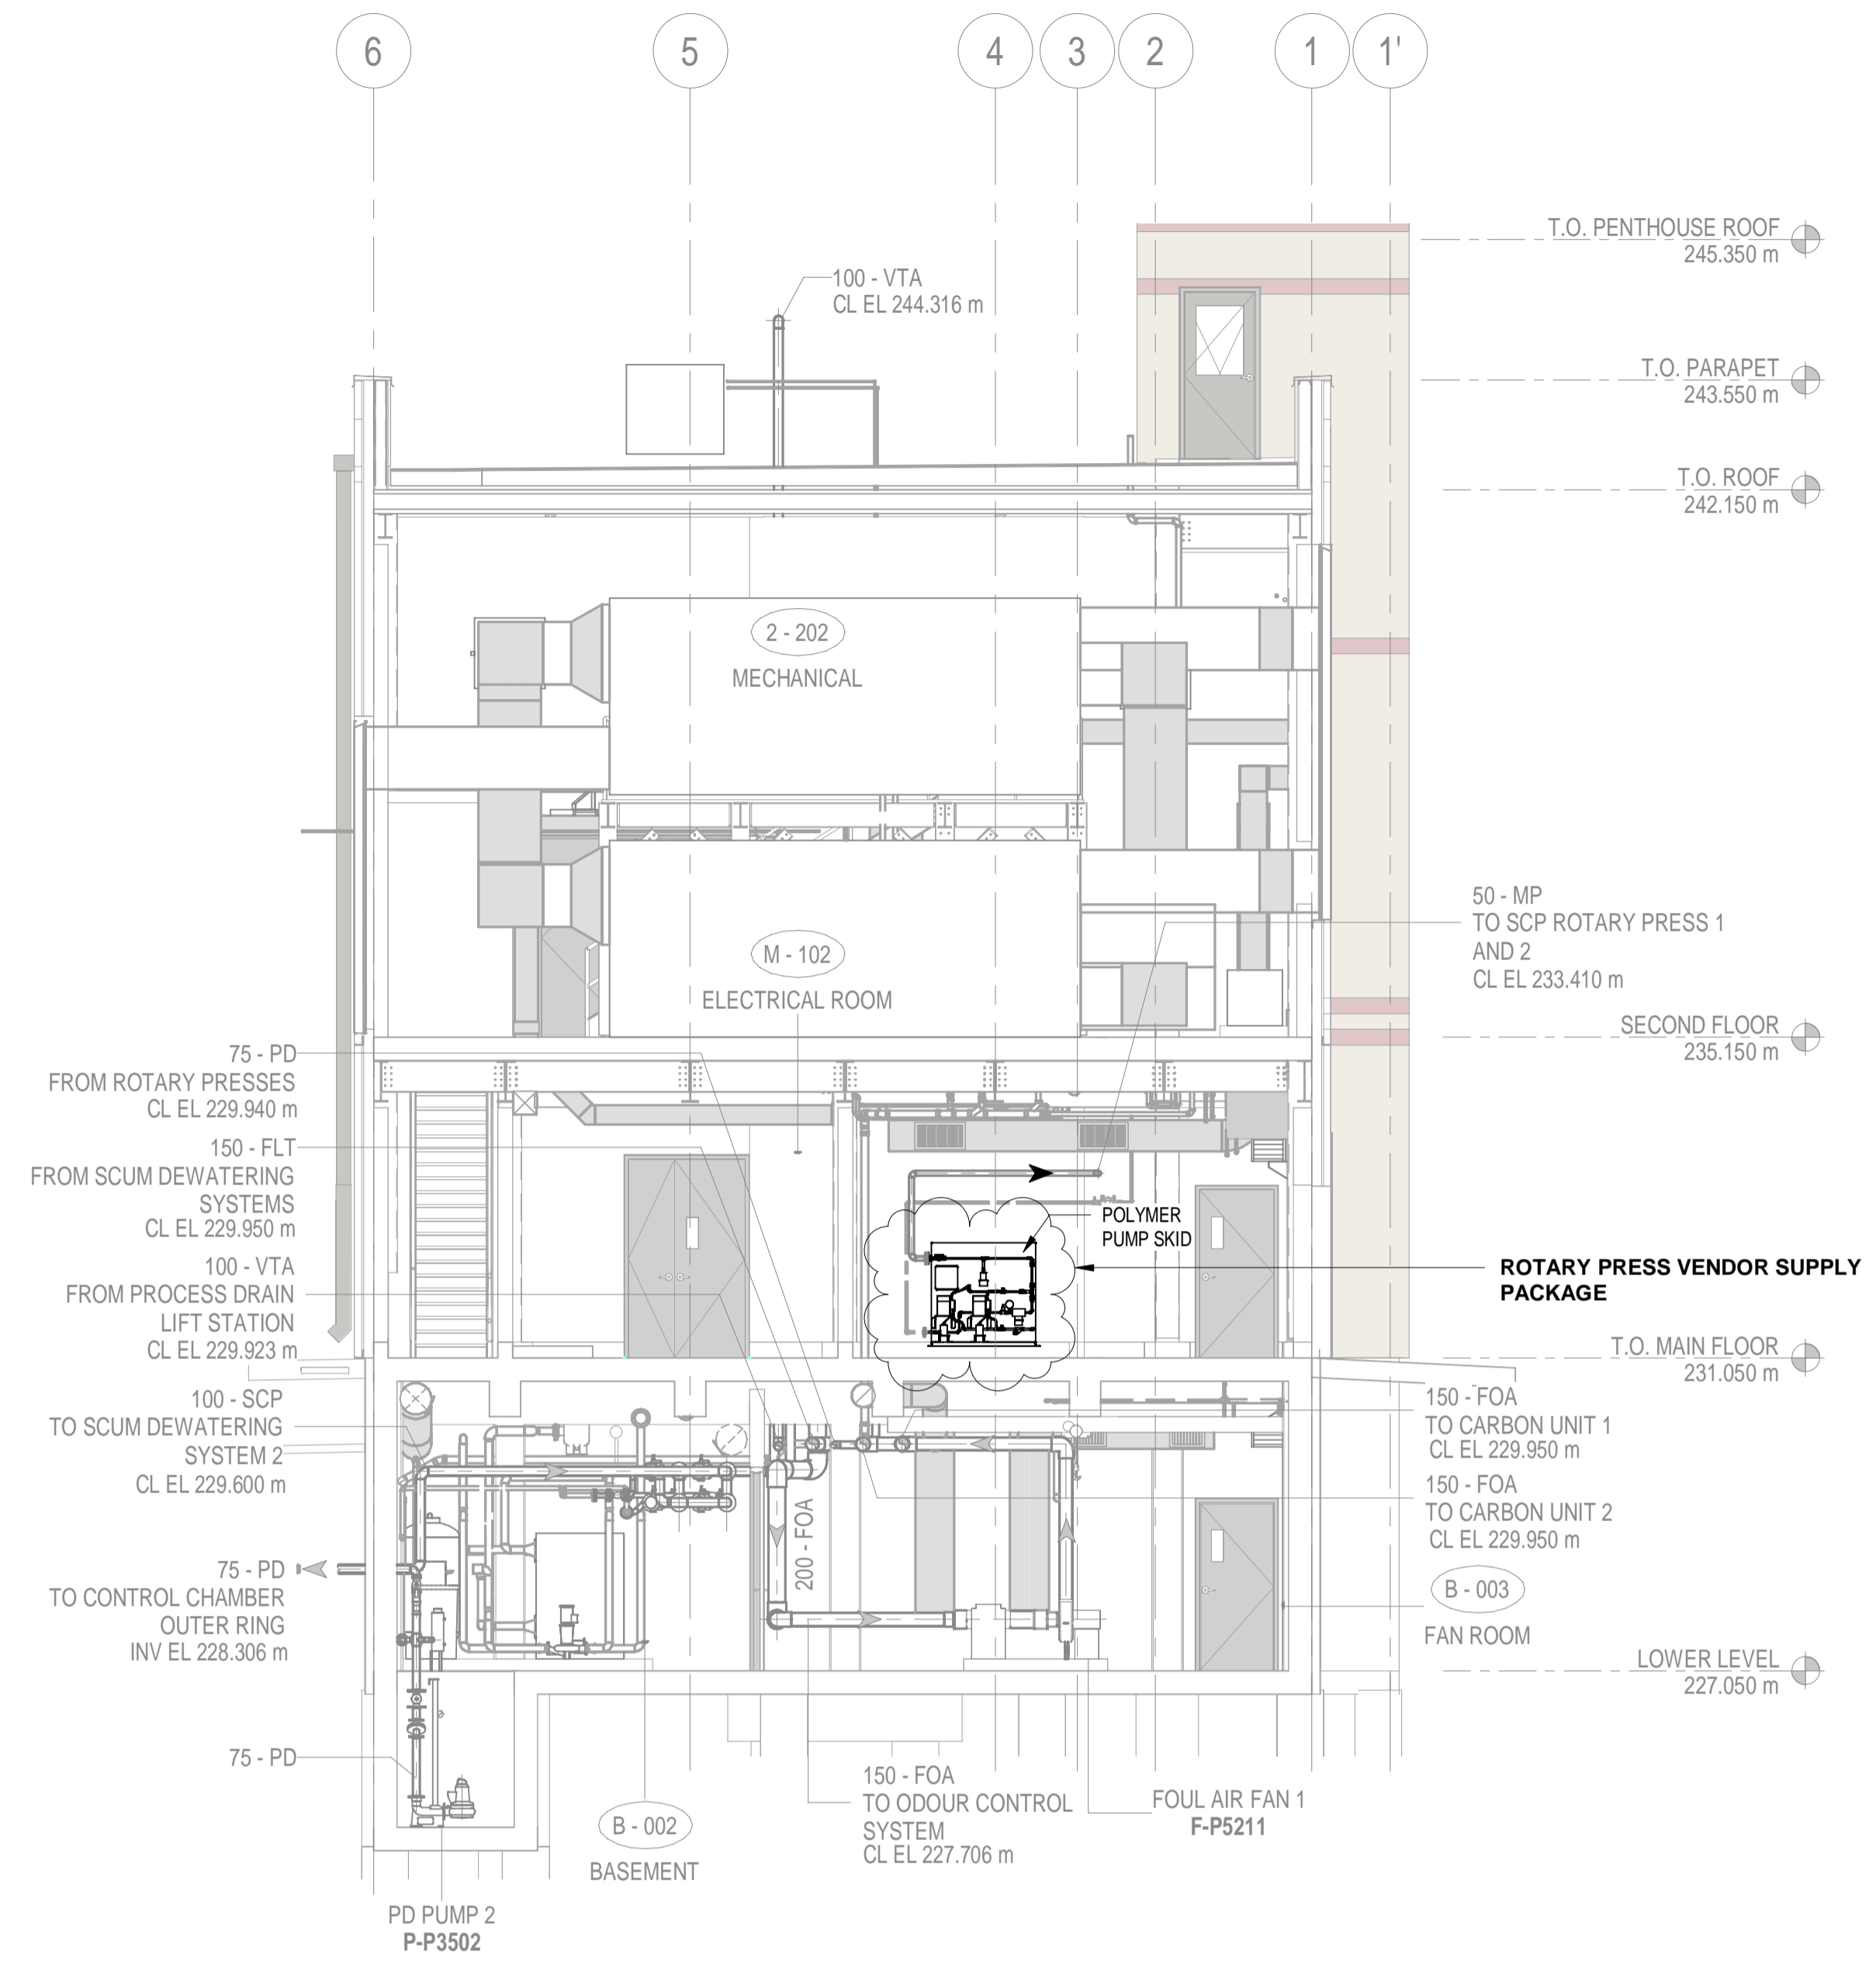 6
5
4
3
2
1
1'
T.O. PENTHOUSE ROOF
245.350 m
100 - VTA
CL EL 244.316 m
T.O. PARAPET
243.550 m
T.O. ROOF
242.150 m
2 - 202
MECHANICAL
50 - MP
TO SCP ROTARY PRESS 1
AND 2
CL EL 233.410 m
M - 102
ELECTRICAL ROOM
SECOND FLOOR
235.150 m
75 - PD
FROM ROTARY PRESSES
CL EL 229.940 m
150 - FLT
FROM SCUM DEWATERING
SYSTEMS
CL EL 229.950 m
POLYMER
PUMP SKID
100 - VTA
FROM PROCESS DRAIN
LIFT STATION
CL EL 229.923 m
ROTARY PRESS VENDOR SUPPLY
PACKAGE
T.O. MAIN FLOOR
231.050 m
100 - SCP
TO SCUM DEWATERING
SYSTEM 2
CL EL 229.600 m
150 - FOA
TO CARBON UNIT 1
CL EL 229.950 m
150 - FOA
TO CARBON UNIT 2
CL EL 229.950 m
200 - FOA
75 - PD
TO CONTROL CHAMBER
OUTER RING
INV EL 228.306 m
B - 003
FAN ROOM
LOWER LEVEL
227.050 m
75 - PD
150 - FOA
TO ODOUR CONTROL
SYSTEM
CL EL 227.706 m
FOUL AIR FAN 1
F-P5211
B - 002
BASEMENT
PD PUMP 2
P-P3502